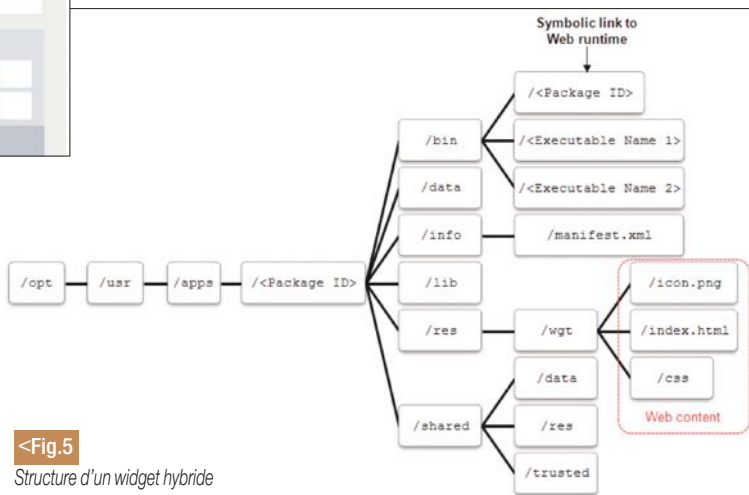 Symbolic link to
Web runtime
/<Package ID>
/bin
/<Executable Name 1>
/data
/<Executable Name 2>
/info
/manifest.xml
/opt
/usr
/apps
/<Package ID>
/lib
/icon.png
/res
/wgt
/index.html
/css
Web content
/shared
/data
/res
/trusted
<Fig.5
Structure d'un widget hybride